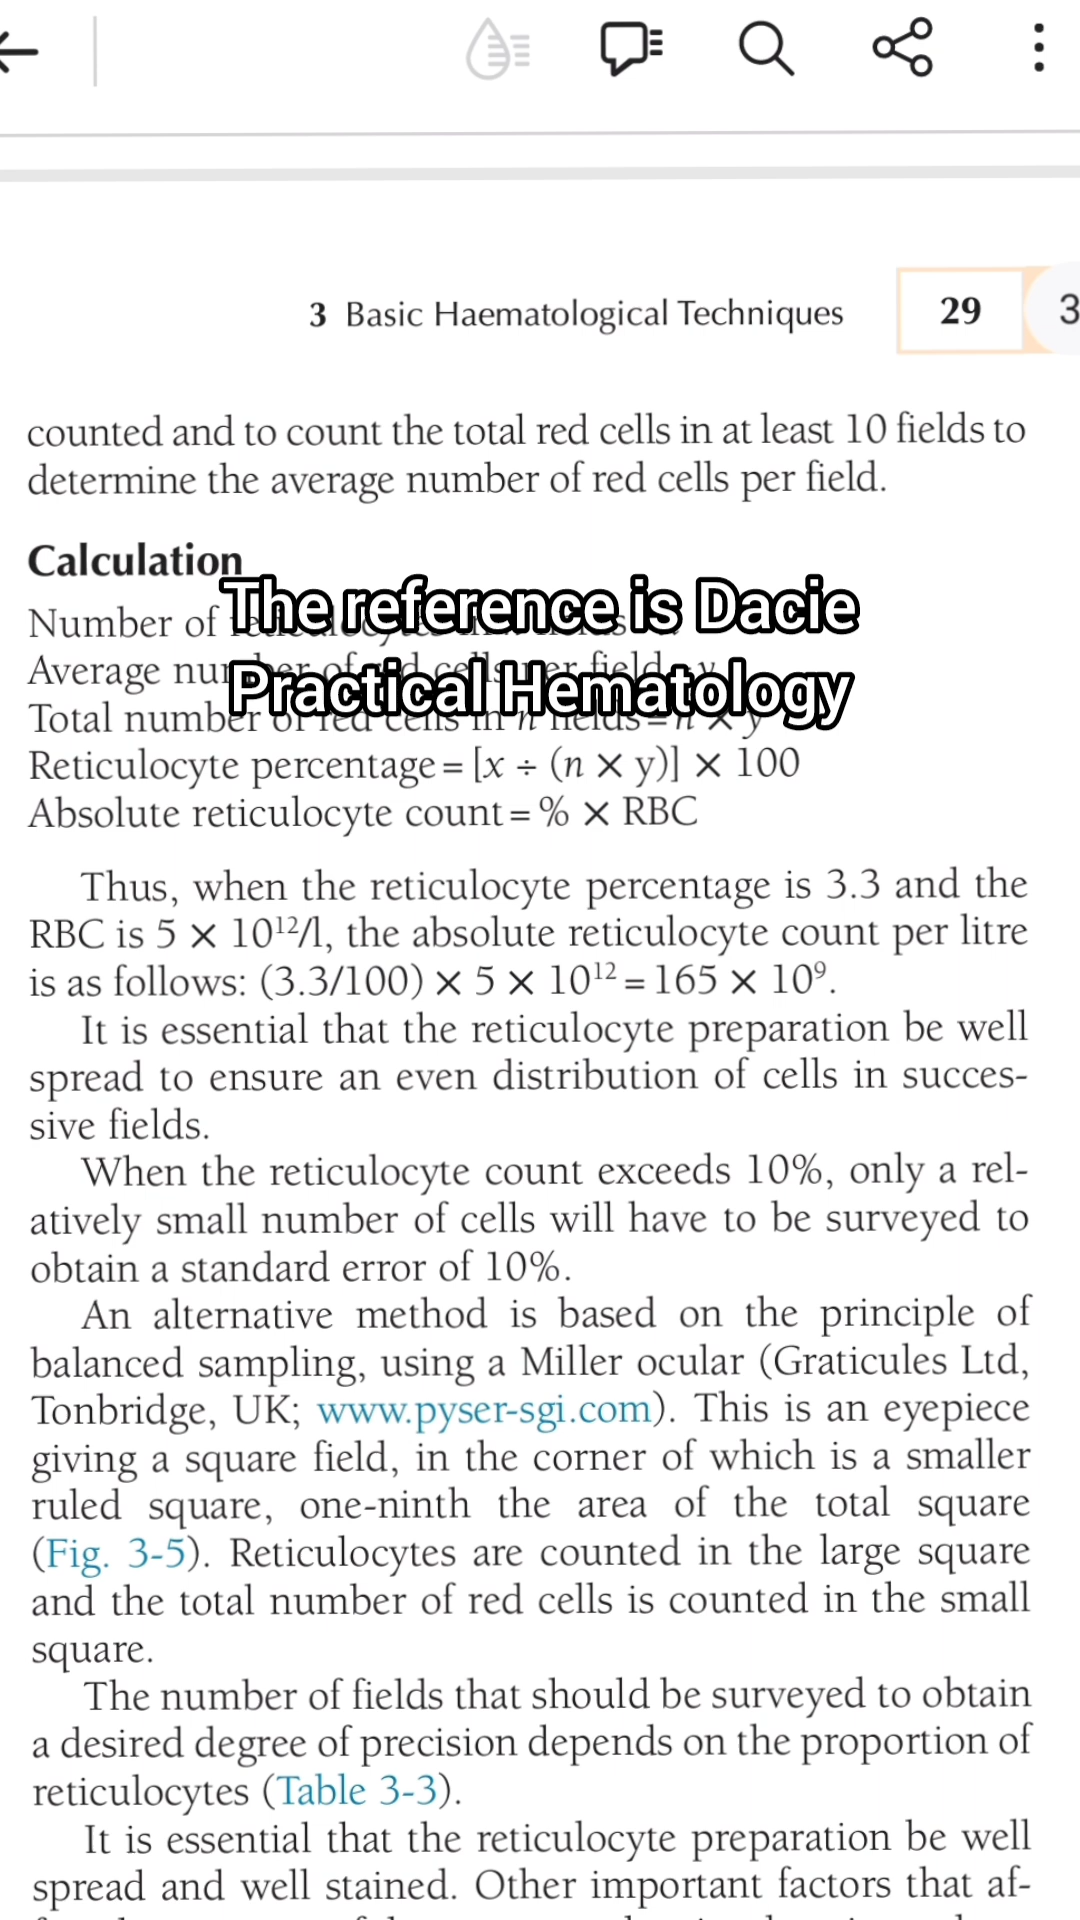 3 Basic Haematological Techniques
29
3
counted and to count the total red cells in at least 10 fields to
determine the average number of red cells per field.
Calculation
The reference is Dacie
Practical Hematology
Number of
Average number of red cells per field = y
Total number of red cells in n fields = n × y
Reticulocyte percentage = [x ÷ (n × y)] × 100
Absolute reticulocyte count = % × RBC
Thus, when the reticulocyte percentage is 3.3 and the
RBC is 5 × 10¹²/l, the absolute reticulocyte count per litre
is as follows: (3.3/100) × 5 × 10¹² = 165 × 10⁹.
It is essential that the reticulocyte preparation be well
spread to ensure an even distribution of cells in succes-
sive fields.
When the reticulocyte count exceeds 10%, only a rel-
atively small number of cells will have to be surveyed to
obtain a standard error of 10%.
An alternative method is based on the principle of
balanced sampling, using a Miller ocular (Graticules Ltd,
Tonbridge, UK; www.pyser-sgi.com). This is an eyepiece
giving a square field, in the corner of which is a smaller
ruled square, one-ninth the area of the total square
(Fig. 3-5). Reticulocytes are counted in the large square
and the total number of red cells is counted in the small
square.
The number of fields that should be surveyed to obtain
a desired degree of precision depends on the proportion of
reticulocytes (Table 3-3).
It is essential that the reticulocyte preparation be well
spread and well stained. Other important factors that af-